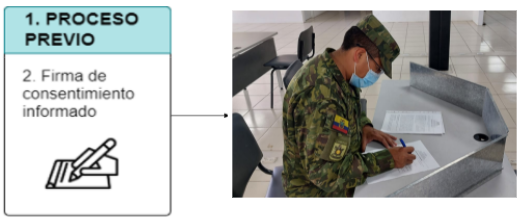 1. PROCESO
PREVIO
2. Firma de
consentimiento
informado